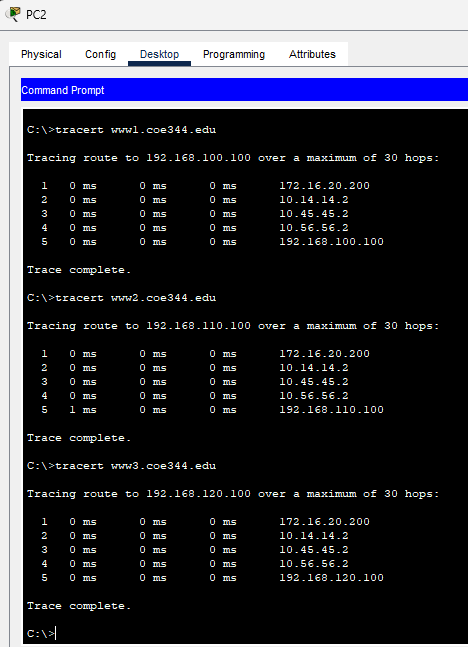 PC2
Physical Config Desktop Programming Attributes
Command Prompt
C:\>tracert www1.coe344.edu
Tracing route to 192.168.100.100 over a maximum of 30 hops:
1 0 ms 0 ms 0 ms 172.16.20.200
2 0 ms 0 ms 0 ms 10.14.14.2
3 0 ms 0 ms 0 ms 10.45.45.2
4 0 ms 0 ms 0 ms 10.56.56.2
5 0 ms 0 ms 0 ms 192.168.100.100
Trace complete.
C:\>tracert www2.coe344.edu
Tracing route to 192.168.110.100 over a maximum of 30 hops:
1 0 ms 0 ms 0 ms 172.16.20.200
2 0 ms 0 ms 0 ms 10.14.14.2
3 0 ms 0 ms 0 ms 10.45.45.2
4 0 ms 0 ms 0 ms 10.56.56.2
5 1 ms 0 ms 0 ms 192.168.110.100
Trace complete.
C:\>tracert www3.coe344.edu
Tracing route to 192.168.120.100 over a maximum of 30 hops:
1 0 ms 0 ms 0 ms 172.16.20.200
2 0 ms 0 ms 0 ms 10.14.14.2
3 0 ms 0 ms 0 ms 10.45.45.2
4 0 ms 0 ms 0 ms 10.56.56.2
5 0 ms 0 ms 0 ms 192.168.120.100
Trace complete.
C:\>